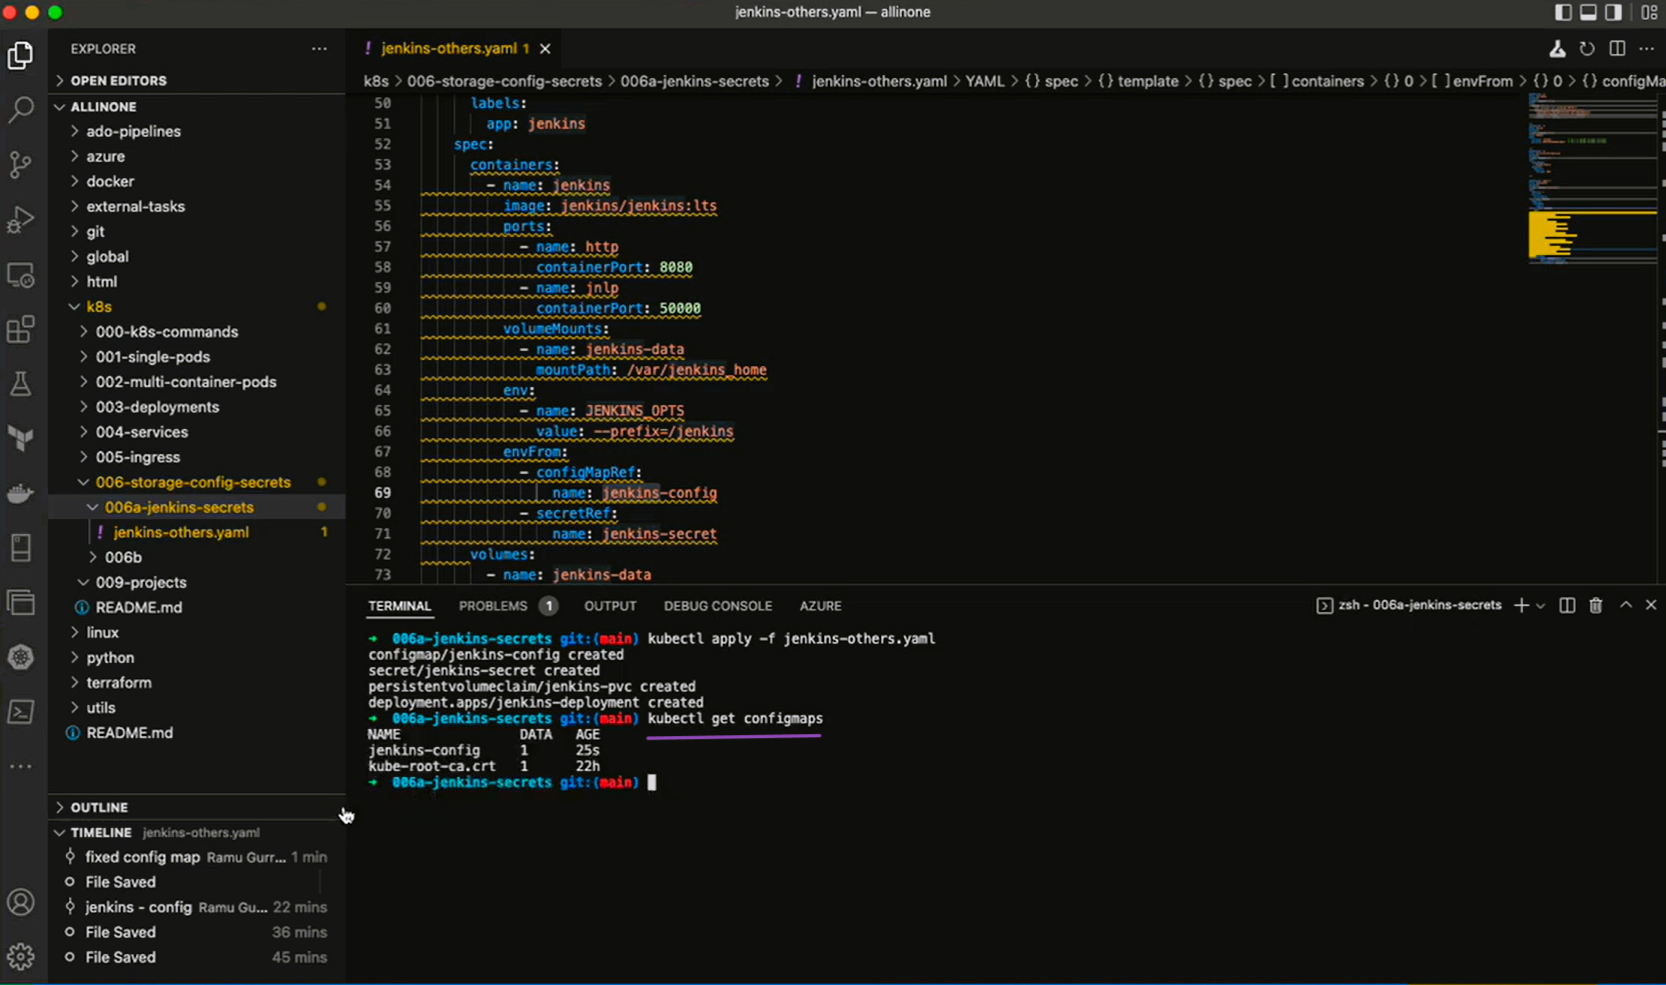 jenkins-others.yaml — allinone
EXPLORER
OPEN EDITORS
ALLINONE
ado-pipelines
azure
docker
external-tasks
git
global
html
k8s
000-k8s-commands
001-single-pods
002-multi-container-pods
003-deployments
004-services
005-ingress
006-storage-config-secrets
006a-jenkins-secrets
! jenkins-others.yaml 1
006b
009-projects
README.md
linux
python
terraform
utils
README.md
OUTLINE
TIMELINE jenkins-others.yaml
fixed config map Ramu Gurr... 1 min
File Saved
jenkins - config Ramu Gu... 22 mins
File Saved 36 mins
File Saved 45 mins
! jenkins-others.yaml 1
k8s > 006-storage-config-secrets > 006a-jenkins-secrets > ! jenkins-others.yaml > YAML > {} spec > {} template > {} spec > [ ] containers > {} 0 > [ ] envFrom > {} 0 > {} configMa
50 labels:
51 app: jenkins
52 spec:
53 containers:
54 - name: jenkins
55 image: jenkins/jenkins:lts
56 ports:
57 - name: http
58 containerPort: 8080
59 - name: jnlp
60 containerPort: 50000
61 volumeMounts:
62 - name: jenkins-data
63 mountPath: /var/jenkins_home
64 env:
65 - name: JENKINS_OPTS
66 value: --prefix=/jenkins
67 envFrom:
68 - configMapRef:
69 name: jenkins-config
70 - secretRef:
71 name: jenkins-secret
72 volumes:
73 - name: jenkins-data
TERMINAL PROBLEMS 1 OUTPUT DEBUG CONSOLE AZURE zsh - 006a-jenkins-secrets
➜ 006a-jenkins-secrets git:(main) kubectl apply -f jenkins-others.yaml
configmap/jenkins-config created
secret/jenkins-secret created
persistentvolumeclaim/jenkins-pvc created
deployment.apps/jenkins-deployment created
➜ 006a-jenkins-secrets git:(main) kubectl get configmaps
NAME DATA AGE
jenkins-config 1 25s
kube-root-ca.crt 1 22h
➜ 006a-jenkins-secrets git:(main)